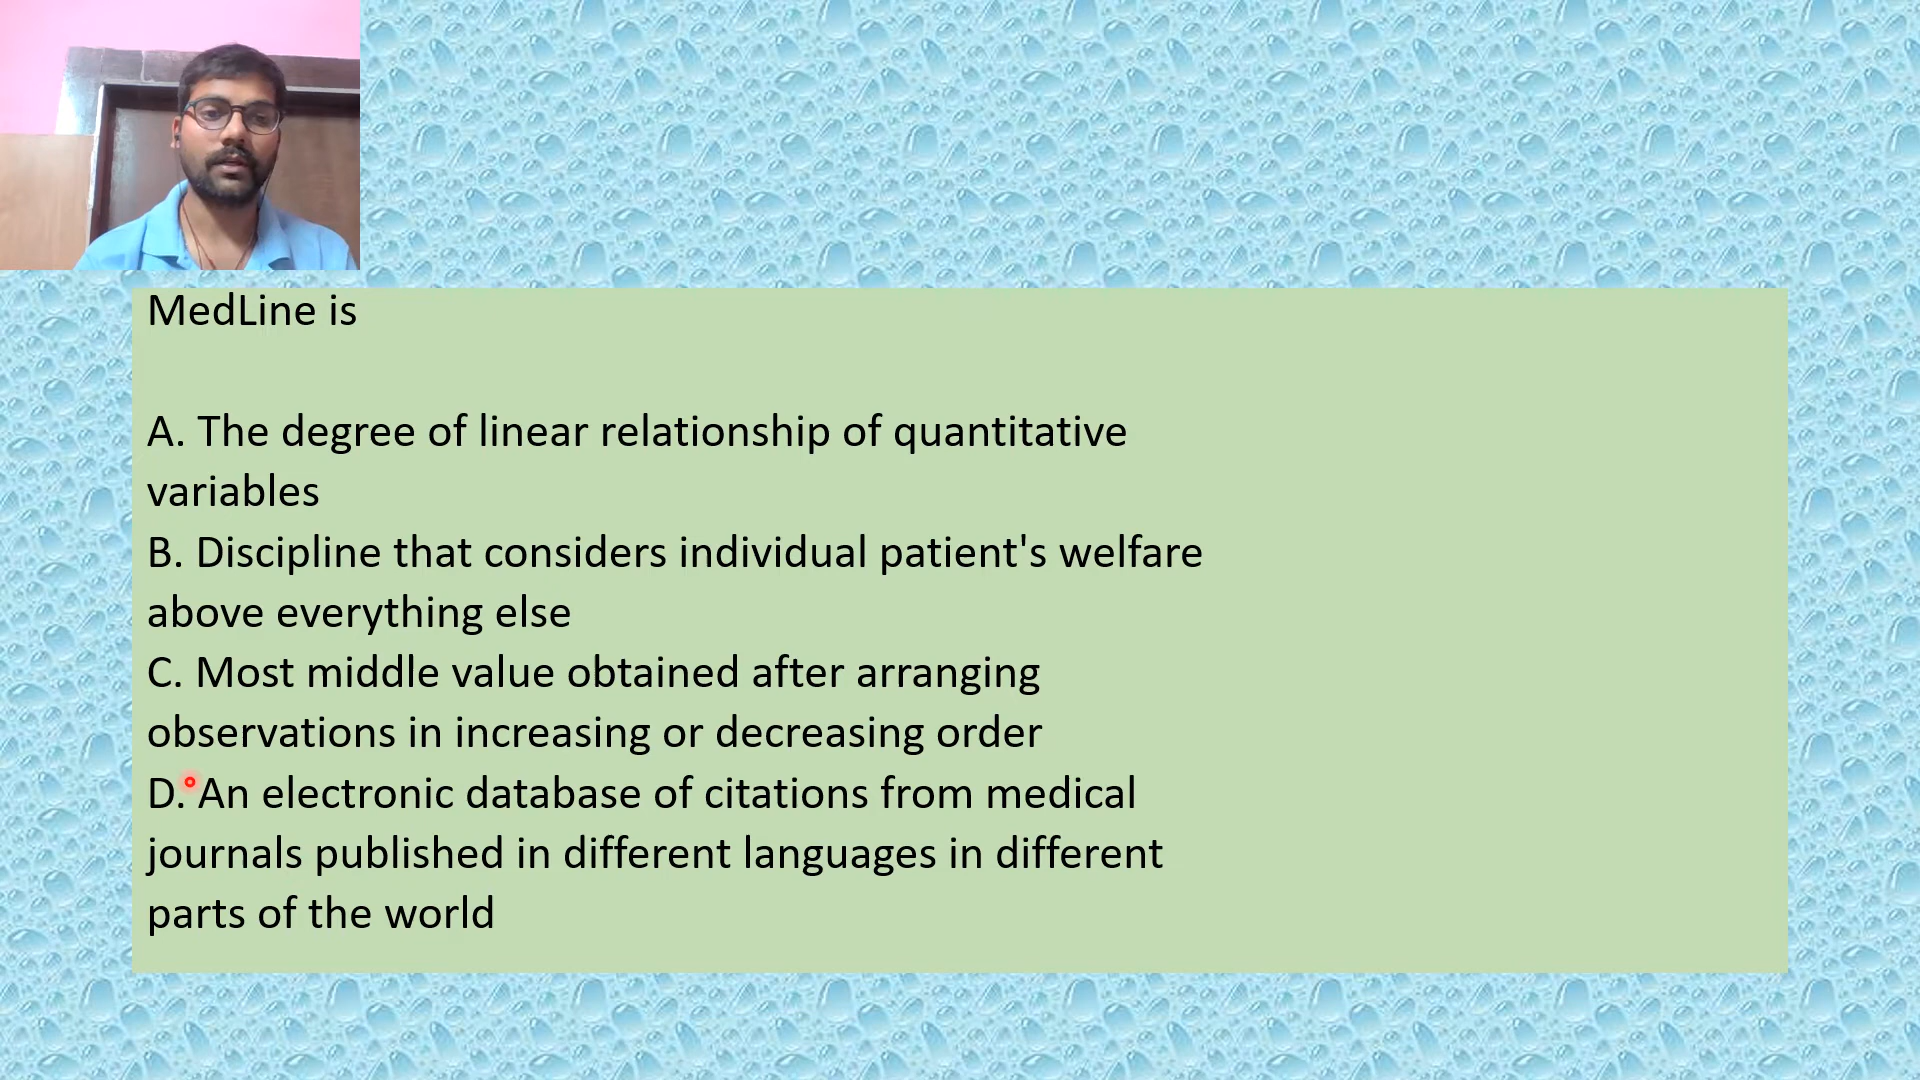 MedLine is
A. The degree of linear relationship of quantitative
variables
B. Discipline that considers individual patient's welfare
above everything else
C. Most middle value obtained after arranging
observations in increasing or decreasing order
D. An electronic database of citations from medical
journals published in different languages in different
parts of the world